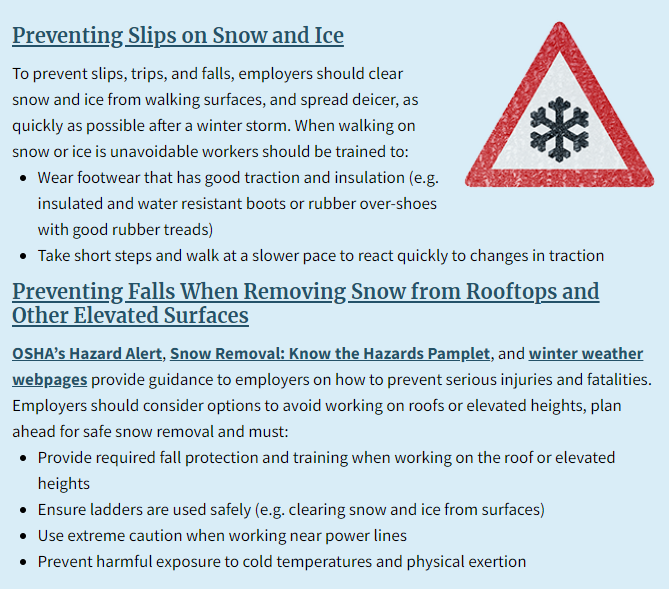 Preventing Slips on Snow and Ice
To prevent slips, trips, and falls, employers should clear
snow and ice from walking surfaces, and spread deicer, as
quickly as possible after a winter storm. When walking on
snow or ice is unavoidable workers should be trained to:
• Wear footwear that has good traction and insulation (e.g.
insulated and water resistant boots or rubber over-shoes
with good rubber treads)
• Take short steps and walk at a slower pace to react quickly to changes in traction
Preventing Falls When Removing Snow from Rooftops and
Other Elevated Surfaces
OSHA's Hazard Alert, Snow Removal: Know the Hazards Pamplet, and winter weather
webpages provide guidance to employers on how to prevent serious injuries and fatalities.
Employers should consider options to avoid working on roofs or elevated heights, plan
ahead for safe snow removal and must:
• Provide required fall protection and training when working on the roof or elevated
heights
• Ensure ladders are used safely (e.g. clearing snow and ice from surfaces)
• Use extreme caution when working near power lines
• Prevent harmful exposure to cold temperatures and physical exertion